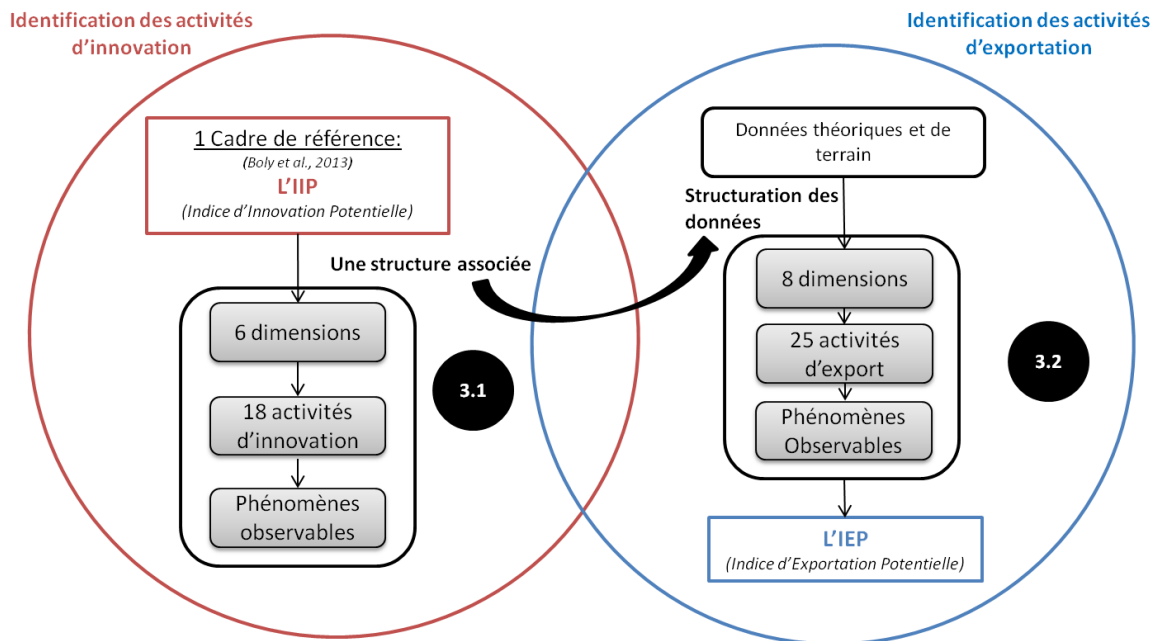 Identification des activités
d'innovation
1 Cadre de référence:
(Boly et al., 2013)
L'IIP
(Indice d'Innovation Potentielle)
Une structure associée
6 dimensions
18 activités
d'innovation
Phénomènes
observables
3.1
Identification des activités
d'exportation
Données théoriques et de
terrain
Structuration des
données
8 dimensions
25 activités
d'export
Phénomènes
Observables
3.2
L'IEP
(Indice d'Exportation Potentielle)